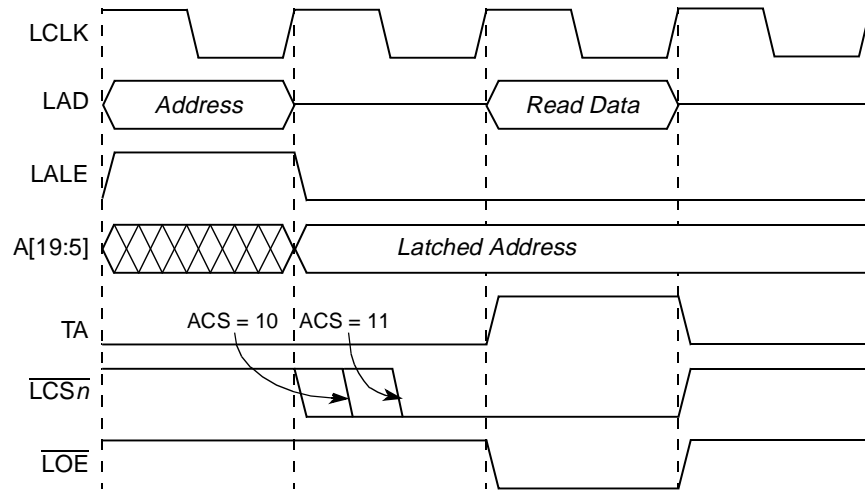 LCLK
LAD Address Read Data
LALE
A[19:5] Latched Address
ACS = 10 ACS = 11
TA
LCSn
LOE